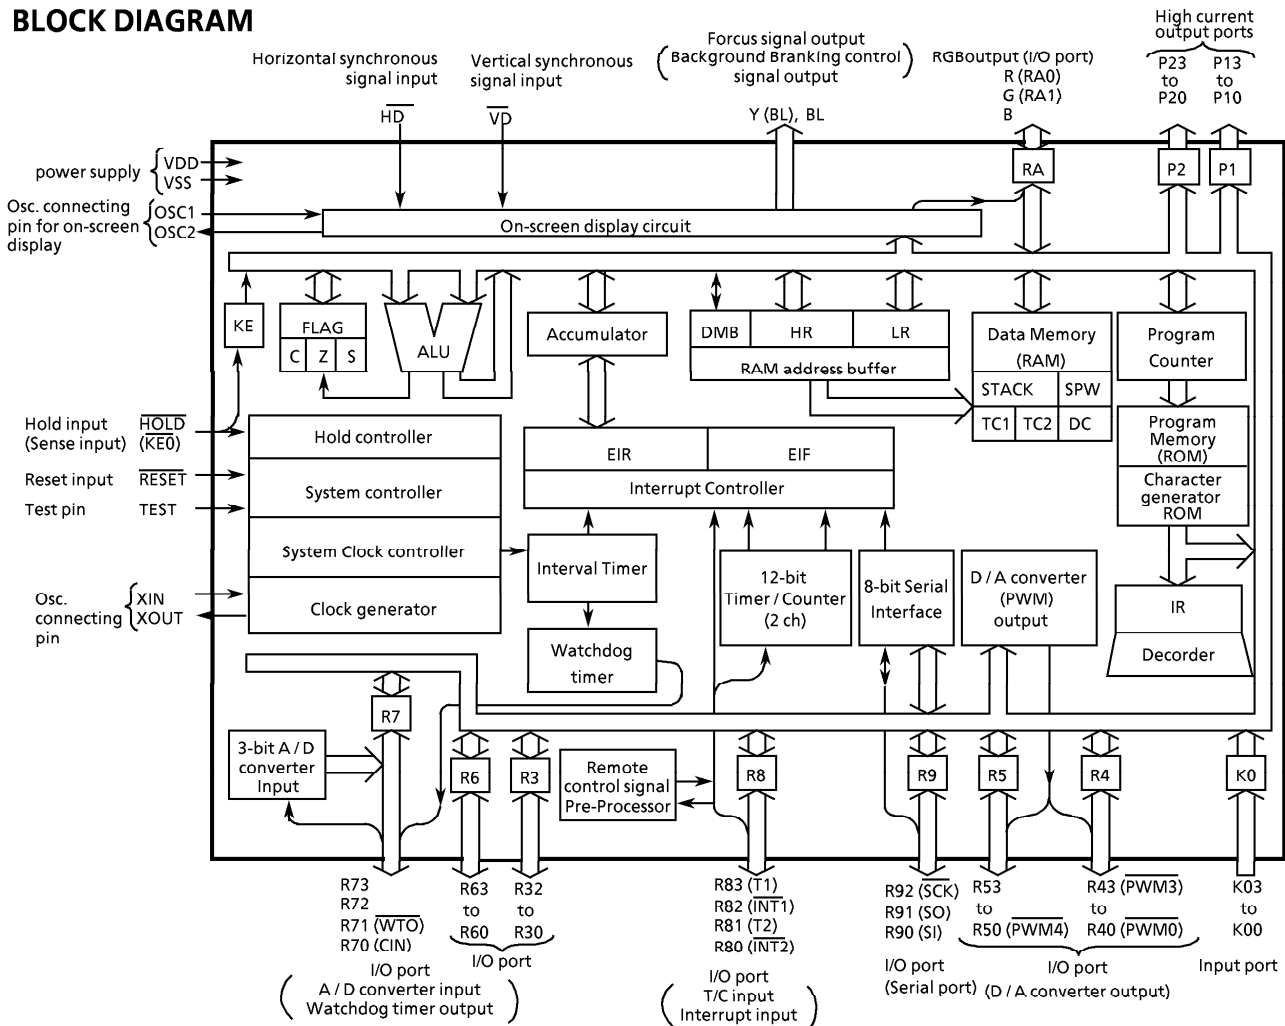 BLOCK DIAGRAM
Horizontal synchronous
signal input
Vertical synchronous
signal input
Forcus signal output
Background Branking control
signal output
RGBoutput (I/O port)
R (RA0)
G (RA1)
B
High current
output ports
P23
to
P20
P13
to
P10
HD
VD
Y (BL), BL
power supply
VDD
VSS
RA
P2
P1
Osc. connecting
pin for on-screen
display
OSC1
OSC2
On-screen display circuit
KE
FLAG
C Z S
ALU
Accumulator
DMB
HR
LR
RAM address buffer
Data Memory
(RAM)
STACK
SPW
TC1
TC2
DC
Program
Counter
Program
Memory
(ROM)
Character
generator
ROM
Hold input
(Sense input)
HOLD
(KE0)
Reset input
RESET
Test pin
TEST
Hold controller
System controller
System Clock controller
Clock generator
EIR
EIF
Interrupt Controller
Interval Timer
Watchdog
timer
12-bit
Timer / Counter
(2 ch)
8-bit Serial
Interface
D / A converter
(PWM)
output
IR
Decorder
Osc.
connecting
pin
XIN
XOUT
R7
3-bit A / D
converter
Input
R6
R3
Remote
control signal
Pre-Processor
R8
R9
R5
R4
K0
R73
R72
R71 (WTO)
R70 (CIN)
I/O port
A / D converter input
Watchdog timer output
R63
to
R60
R32
to
R30
I/O port
R83 (T1)
R82 (INT1)
R81 (T2)
R80 (INT2)
I/O port
T/C input
Interrupt input
R92 (SCK)
R91 (SO)
R90 (SI)
I/O port
(Serial port)
R53
to
R50 (PWM4)
R43 (PWM3)
to
R40 (PWM0)
I/O port
(D / A converter output)
K03
to
K00
Input port